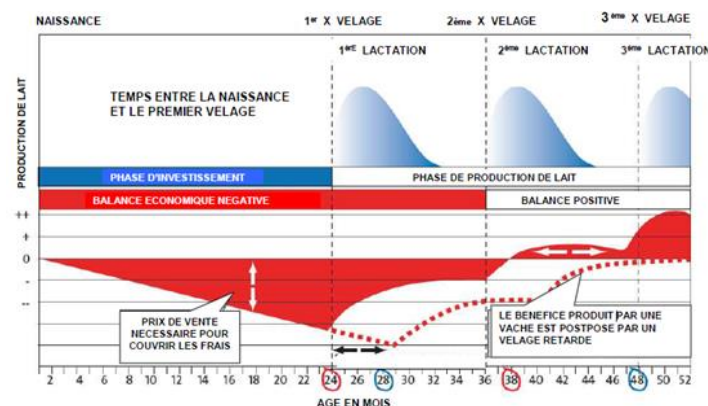 NAISSANCE
1er X VELAGE
2ème X VELAGE
3ème X VELAGE
1èrE LACTATION
2ème LACTATION
3ème LACTATION
PRODUCTION DE LAIT
TEMPS ENTRE LA NAISSANCE
ET LE PREMIER VELAGE
PHASE D'INVESTISSEMENT
PHASE DE PRODUCTION DE LAIT
BALANCE ECONOMIQUE NEGATIVE
BALANCE POSITIVE
++
+
0
-
--
PRIX DE VENTE
NECESSAIRE POUR
COUVRIR LES FRAIS
LE BENEFICE PRODUIT PAR UNE
VACHE EST POSTPOSE PAR UN
VELAGE RETARDE
1 2 4 6 8 10 12 14 16 18 20 22 24 26 28 30 32 34 36 38 40 42 44 46 48 50 52
AGE EN MOIS